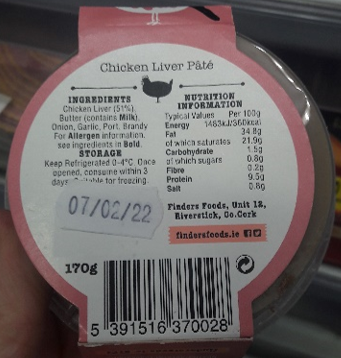 Chicken Liver Pâté
INGREDIENTS
Chicken Liver (51%),
Butter (contains Milk),
Onion, Garlic, Port, Brandy
For Allergen information,
see ingredients in Bold.
STORAGE
Keep Refrigerated 0-4°C. Once
opened, consume within 3
days. for freezing.
07/02/22
170g
NUTRITION
INFORMATION
Typical Values Per 100g
Energy 1483kJ/360kcal
Fat 34.8g
of which saturates 21.9g
Carbohydrate 1.5g
of which sugars 0.8g
Fibre 0.2g
Protein 9.5g
Salt 0.8g
Finders Foods, Unit 12,
Riverstick, Co.Cork
findersfoods.ie
5 391516 370028